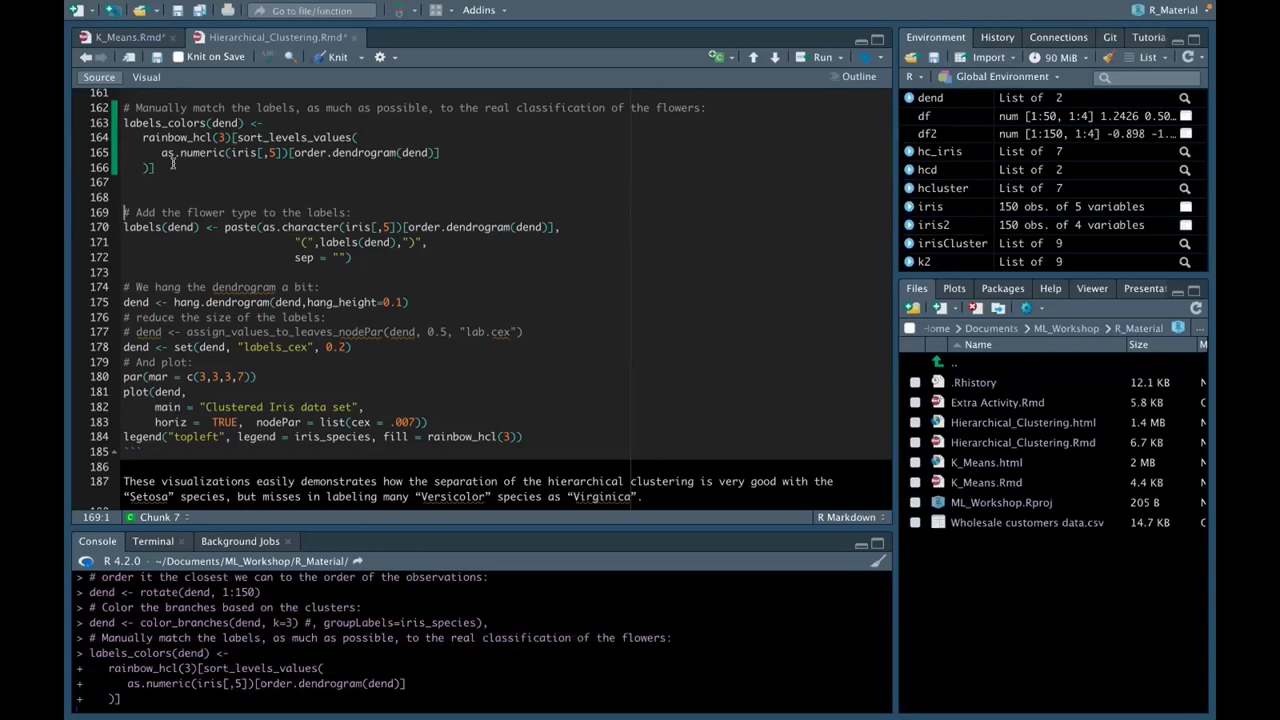 Go to file/function
Addins
R_Material
K_Means.Rmd*
Hierarchical_Clustering.Rmd*
Knit on Save
Knit
Run
Source
Visual
Outline
161
162 # Manually match the labels, as much as possible, to the real classification of the flowers:
163 labels_colors(dend) <-
164 rainbow_hcl(3)[sort_levels_values(
165 as.numeric(iris[,5])[order.dendrogram(dend)]
166 )]
167
168
169 # Add the flower type to the labels:
170 labels(dend) <- paste(as.character(iris[,5])[order.dendrogram(dend)],
171 "(",labels(dend),")",
172 sep = "")
173
174 # We hang the dendrogram a bit:
175 dend <- hang.dendrogram(dend,hang_height=0.1)
176 # reduce the size of the labels:
177 # dend <- assign_values_to_leaves_nodePar(dend, 0.5, "lab.cex")
178 dend <- set(dend, "labels_cex", 0.2)
179 # And plot:
180 par(mar = c(3,3,3,7))
181 plot(dend,
182 main = "Clustered Iris data set",
183 horiz = TRUE, nodePar = list(cex = .007))
184 legend("topleft", legend = iris_species, fill = rainbow_hcl(3))
185 ```
186
187 These visualizations easily demonstrates how the separation of the hierarchical clustering is very good with the
“Setosa” species, but misses in labeling many “Versicolor” species as “Virginica”.
169:1 Chunk 7
R Markdown
Console
Terminal
Background Jobs
R 4.2.0 · ~/Documents/ML_Workshop/R_Material/
> # order it the closest we can to the order of the observations:
> dend <- rotate(dend, 1:150)
> # Color the branches based on the clusters:
> dend <- color_branches(dend, k=3) #, groupLabels=iris_species),
> # Manually match the labels, as much as possible, to the real classification of the flowers:
> labels_colors(dend) <-
+ rainbow_hcl(3)[sort_levels_values(
+ as.numeric(iris[,5])[order.dendrogram(dend)]
+ )]
Environment
History
Connections
Git
Tutoria
Import
90 MiB
List
R
Global Environment
dend List of 2
df num [1:50, 1:4] 1.2426 0.50…
df2 num [1:150, 1:4] -0.898 -1.…
hc_iris List of 7
hcd List of 2
hcluster List of 7
iris 150 obs. of 5 variables
iris2 150 obs. of 4 variables
irisCluster List of 9
k2 List of 9
Files
Plots
Packages
Help
Viewer
Presenta
Home
Documents
ML_Workshop
R_Material
...
Name
Size
M
..
.Rhistory 12.1 KB N
Extra Activity.Rmd 5.8 KB N
Hierarchical_Clustering.html 1.4 MB N
Hierarchical_Clustering.Rmd 6.7 KB N
K_Means.html 2 MB N
K_Means.Rmd 4.4 KB N
ML_Workshop.Rproj 205 B N
Wholesale customers data.csv 14.7 KB N